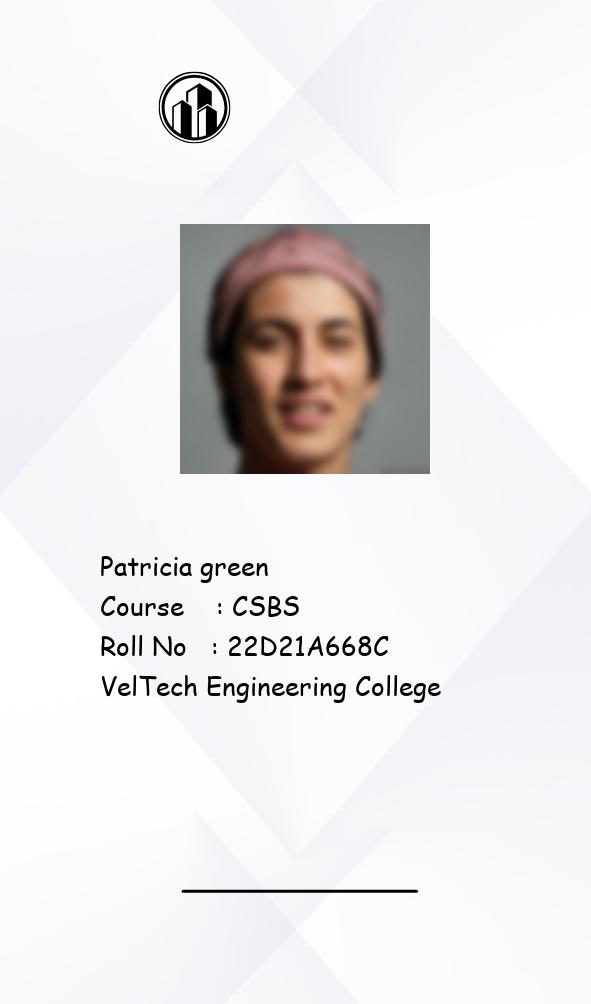 Patricia green
Course : CSBS
Roll No : 22D21A668C
VelTech Engineering College